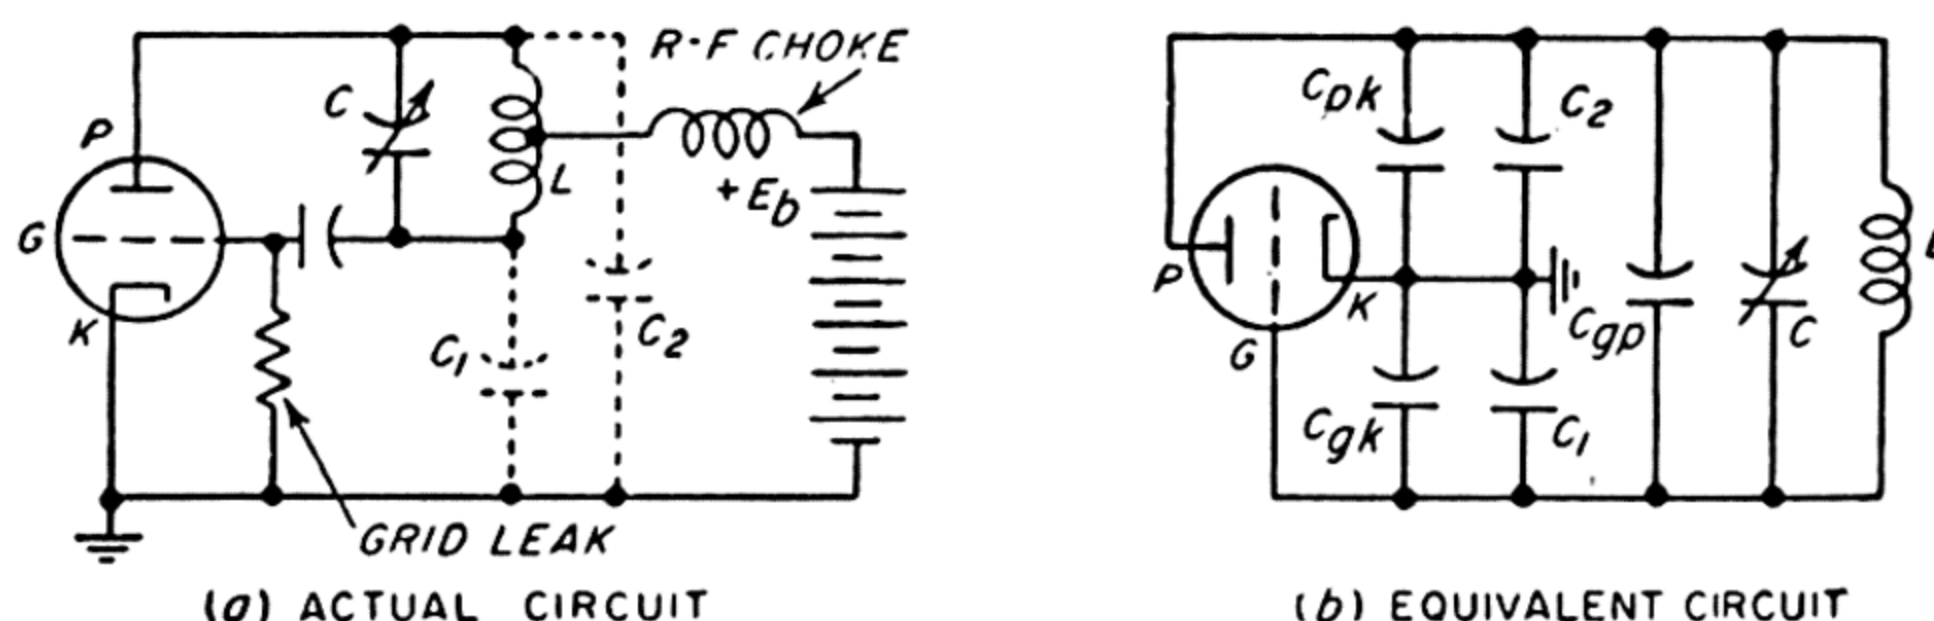 R-F CHOKE
C
P
L
+Eb
G
K
C1
C2
GRID LEAK
(a) ACTUAL CIRCUIT
Cpk
C2
P
K
G
Cgp
C
Cgk
C1
(b) EQUIVALENT CIRCUIT